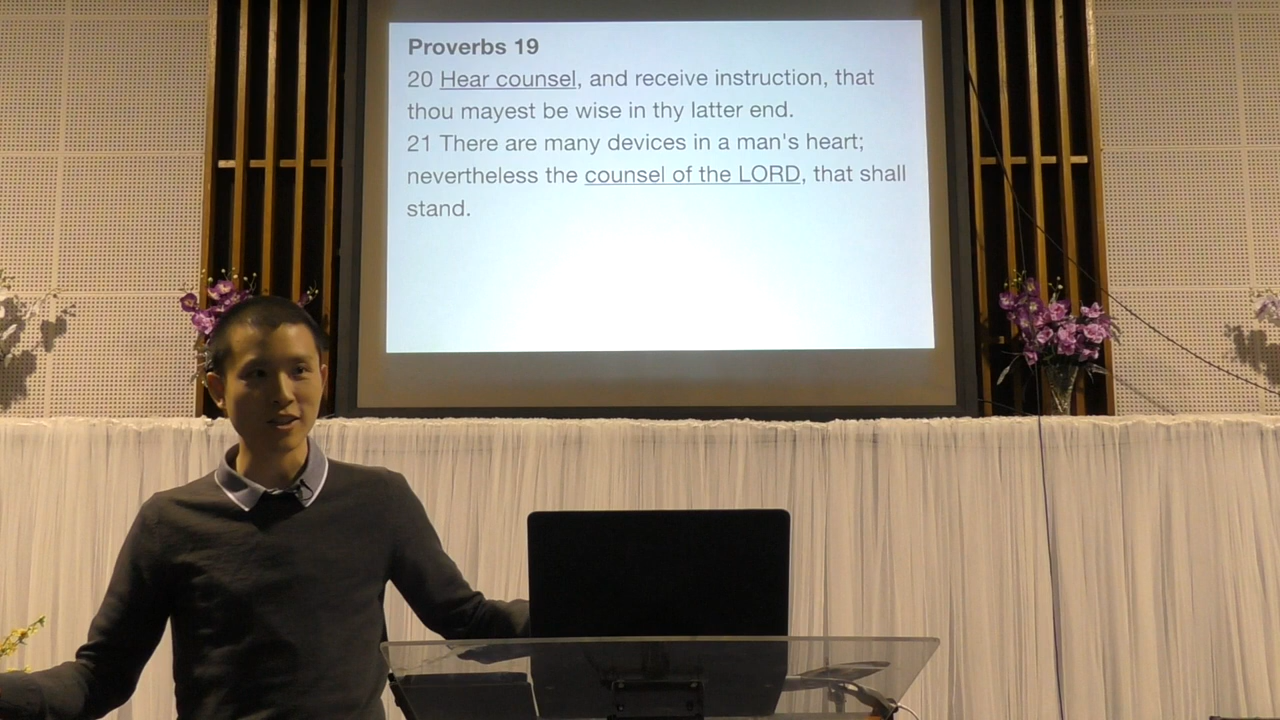 Proverbs 19
20 Hear counsel, and receive instruction, that
thou mayest be wise in thy latter end.
21 There are many devices in a man's heart;
nevertheless the counsel of the LORD, that shall
stand.